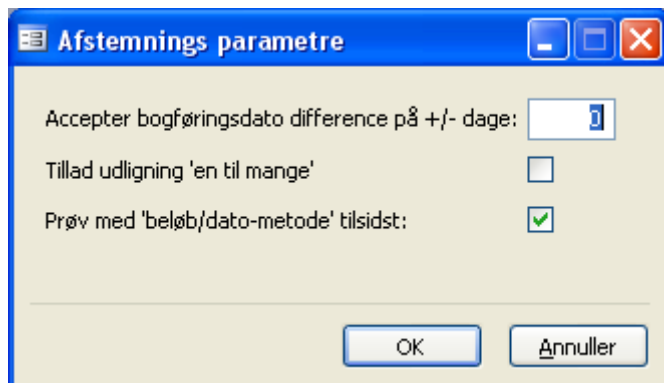 Afstemnings parametre
Accepter bogføringsdato difference på +/- dage: 0
Tillad udligning 'en til mange'
Prøv med 'beløb/dato-metode' tilsidst:
OK Annuller